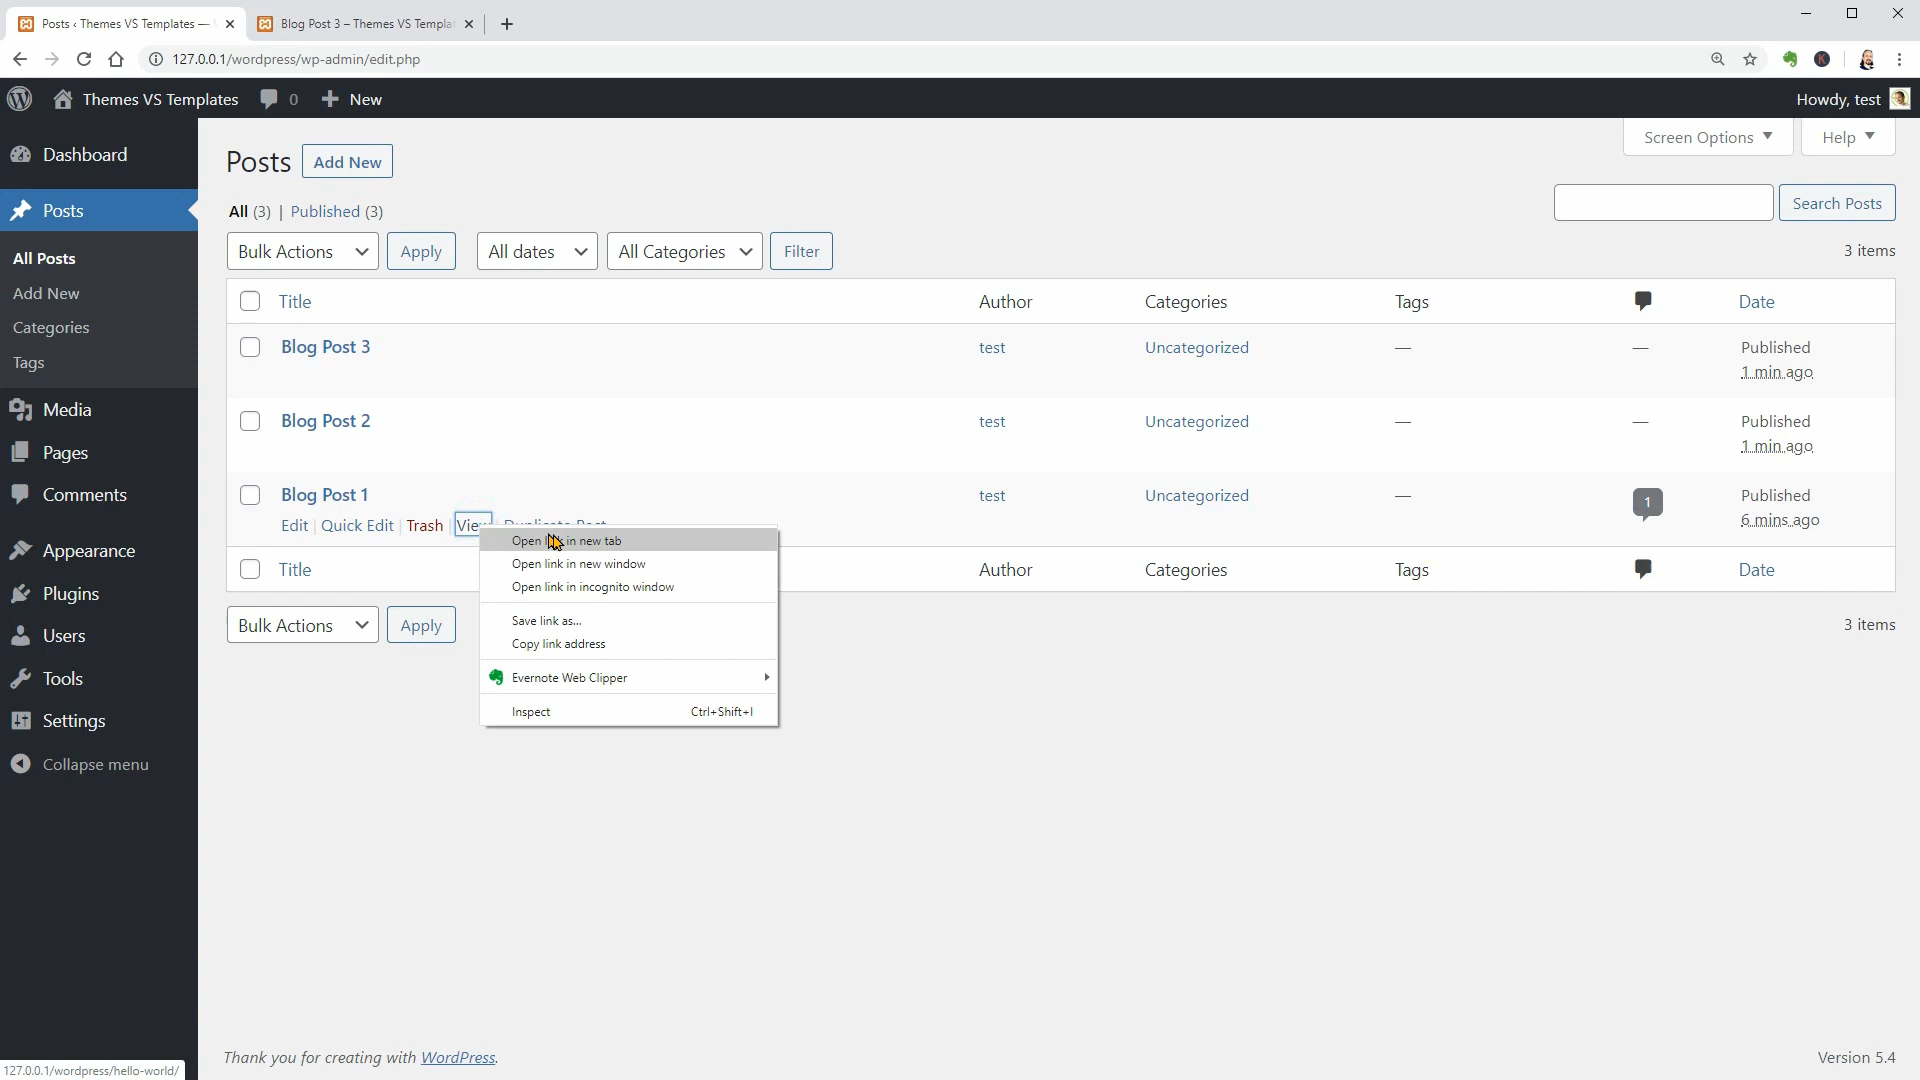 Posts ‹ Themes VS Templates —
Blog Post 3 – Themes VS Templat
127.0.0.1/wordpress/wp-admin/edit.php
Themes VS Templates 0 New
Howdy, test
Screen Options Help
Dashboard
Posts
All Posts
Add New
Categories
Tags
Media
Pages
Comments
Appearance
Plugins
Users
Tools
Settings
Collapse menu
Posts Add New
All (3) | Published (3)
Search Posts
Bulk Actions Apply All dates All Categories Filter 3 items
Title Author Categories Tags Date
Blog Post 3 test Uncategorized — — Published
1 min ago
Blog Post 2 test Uncategorized — — Published
1 min ago
Blog Post 1 test Uncategorized — 1 Published
6 mins ago
Edit | Quick Edit | Trash | View Duplicate Post
Open link in new tab
Open link in new window
Open link in incognito window
Save link as...
Copy link address
Evernote Web Clipper
Inspect Ctrl+Shift+I
Title Author Categories Tags Date
Bulk Actions Apply 3 items
Thank you for creating with WordPress.
Version 5.4
127.0.0.1/wordpress/hello-world/